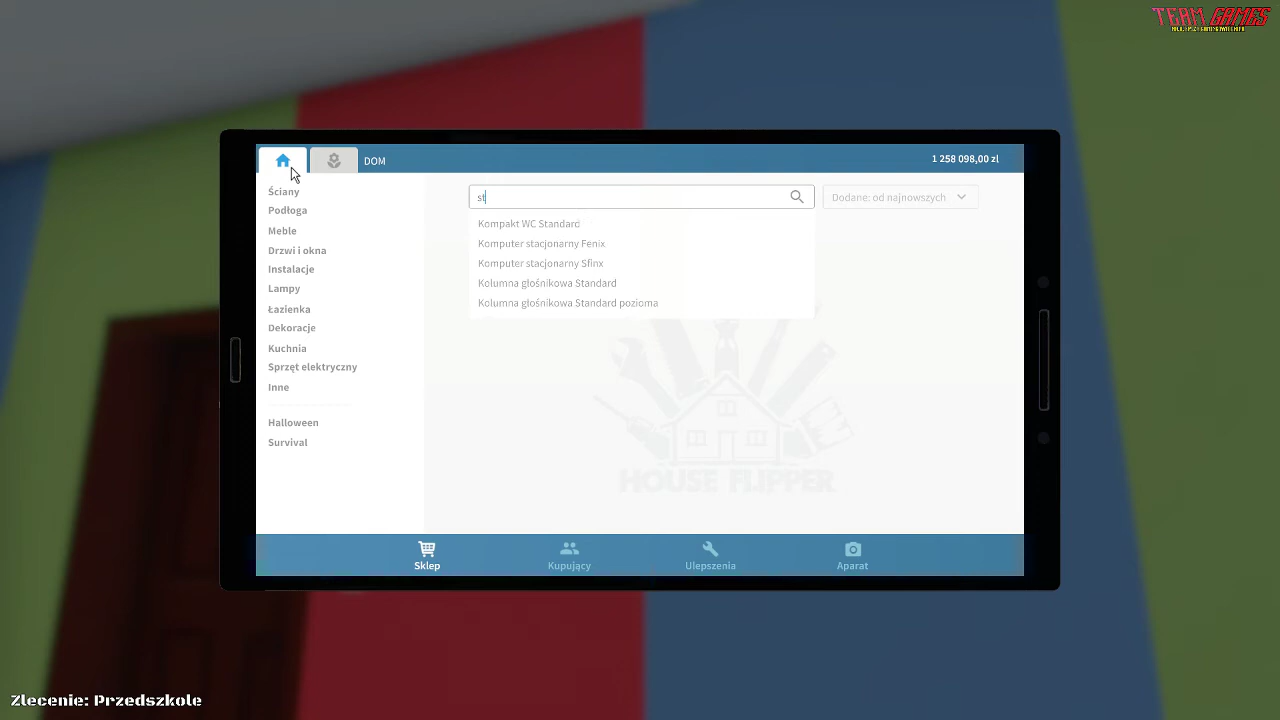 TEAM GAMES
DOM
1 258 098,00 zł
Ściany
Podłoga
Meble
Drzwi i okna
Instalacje
Lampy
Łazienka
Dekoracje
Kuchnia
Sprzęt elektryczny
Inne
Halloween
Survival
st
Dodane: od najnowszych
Kompakt WC Standard
Komputer stacjonarny Fenix
Komputer stacjonarny Sfinx
Kolumna głośnikowa Standard
Kolumna głośnikowa Standard pozioma
HOUSE FLIPPER
Sklep
Kupujący
Ulepszenia
Aparat
Zlecenie: Przedszkole